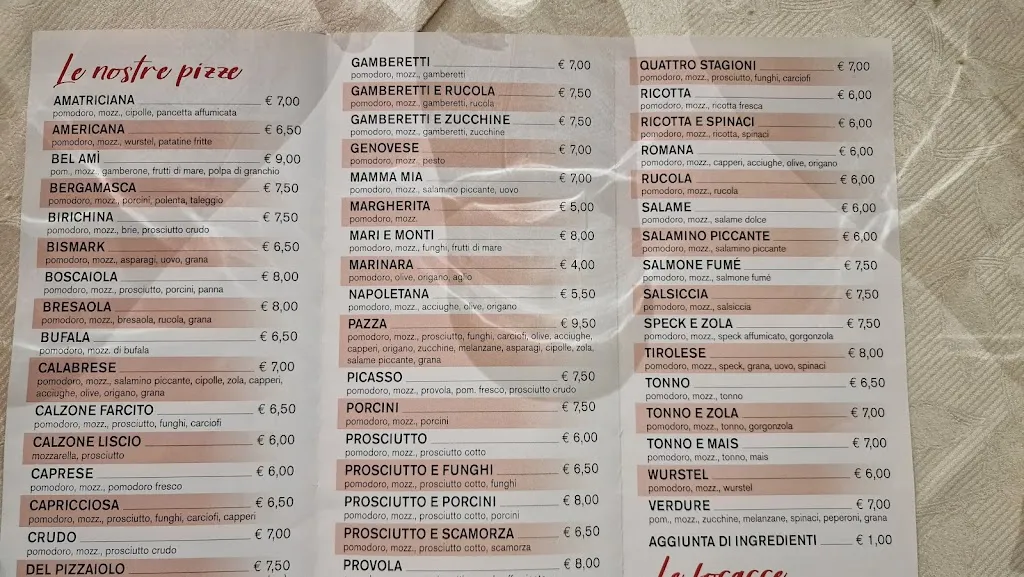 Le nostre pizze
AMATRICIANA € 7,00
pomodoro, mozz., cipolle, pancetta affumicata
AMERICANA € 6,50
pomodoro, mozz., wurstel, patatine fritte
BEL AMÌ € 9,00
pom., mozz., gamberone, frutti di mare, polpa di granchio
BERGAMASCA € 7,50
pomodoro, mozz., porcini, polenta, taleggio
BIRICHINA € 7,50
pomodoro, mozz., brie, prosciutto crudo
BISMARK € 6,50
pomodoro, mozz., asparagi, uovo, grana
BOSCAIOLA € 8,00
pomodoro, mozz., prosciutto, porcini, panna
BRESAOLA € 8,00
pomodoro, mozz., bresaola, rucola, grana
BUFALA € 6,50
pomodoro, mozz. di bufala
CALABRESE € 7,00
pomodoro, mozz., salamino piccante, cipolle, zola, capperi,
acciughe, olive, origano, grana
CALZONE FARCITO € 6,50
pomodoro, mozz., prosciutto, funghi, carciofi
CALZONE LISCIO € 6,00
mozzarella, prosciutto
CAPRESE € 6,00
pomodoro, mozz., pomodoro fresco
CAPRICCIOSA € 6,50
pomodoro, mozz., prosciutto, funghi, carciofi, capperi
CRUDO € 7,00
pomodoro, mozz., prosciutto crudo
DEL PIZZAIOLO € 7,50
GAMBERETTI € 7,00
pomodoro, mozz., gamberetti
GAMBERETTI E RUCOLA € 7,50
pomodoro, mozz., gamberetti, rucola
GAMBERETTI E ZUCCHINE € 7,50
pomodoro, mozz., gamberetti, zucchine
GENOVESE € 7,00
pomodoro, mozz., pesto
MAMMA MIA € 7,00
pomodoro, mozz., salamino piccante, uovo
MARGHERITA € 5,00
pomodoro, mozz.
MARI E MONTI € 8,00
pomodoro, mozz., funghi, frutti di mare
MARINARA € 4,00
pomodoro, olive, origano, aglio
NAPOLETANA € 5,50
pomodoro, mozz., acciughe, olive, origano
PAZZA € 9,50
pomodoro, mozz., prosciutto, funghi, carciofi, olive, acciughe,
capperi, origano, zucchine, melanzane, asparagi, cipolle, zola,
salame piccante, grana
PICASSO € 7,50
pomodoro, mozz., provola, pom. fresco, prosciutto crudo
PORCINI € 7,50
pomodoro, mozz., porcini
PROSCIUTTO € 6,00
pomodoro, mozz., prosciutto cotto
PROSCIUTTO E FUNGHI € 6,50
pomodoro, mozz., prosciutto cotto, funghi
PROSCIUTTO E PORCINI € 8,00
pomodoro, mozz., prosciutto cotto, porcini
PROSCIUTTO E SCAMORZA € 6,50
pomodoro, mozz., prosciutto cotto, scamorza
PROVOLA € 8,00
QUATTRO STAGIONI € 7,00
pomodoro, mozz., prosciutto, funghi, carciofi
RICOTTA € 6,00
pomodoro, mozz., ricotta fresca
RICOTTA E SPINACI € 6,00
pomodoro, mozz., ricotta, spinaci
ROMANA € 6,00
pomodoro, mozz., capperi, acciughe, olive, origano
RUCOLA € 6,00
pomodoro, mozz., rucola
SALAME € 6,00
pomodoro, mozz., salame dolce
SALAMINO PICCANTE € 6,00
pomodoro, mozz., salamino piccante
SALMONE FUMÉ € 7,50
pomodoro, mozz., salmone fumé
SALSICCIA € 7,50
pomodoro, mozz., salsiccia
SPECK E ZOLA € 7,50
pomodoro, mozz., speck affumicato, gorgonzola
TIROLESE € 8,00
pomodoro, mozz., speck, grana, uovo, spinaci
TONNO € 6,50
pomodoro, mozz., tonno
TONNO E ZOLA € 7,00
pomodoro, mozz., tonno, gorgonzola
TONNO E MAIS € 7,00
pomodoro, mozz., tonno, mais
WURSTEL € 6,00
pomodoro, mozz., wurstel
VERDURE € 7,00
pom., mozz., zucchine, melanzane, spinaci, peperoni, grana
AGGIUNTA DI INGREDIENTI € 1,00
Le focacce